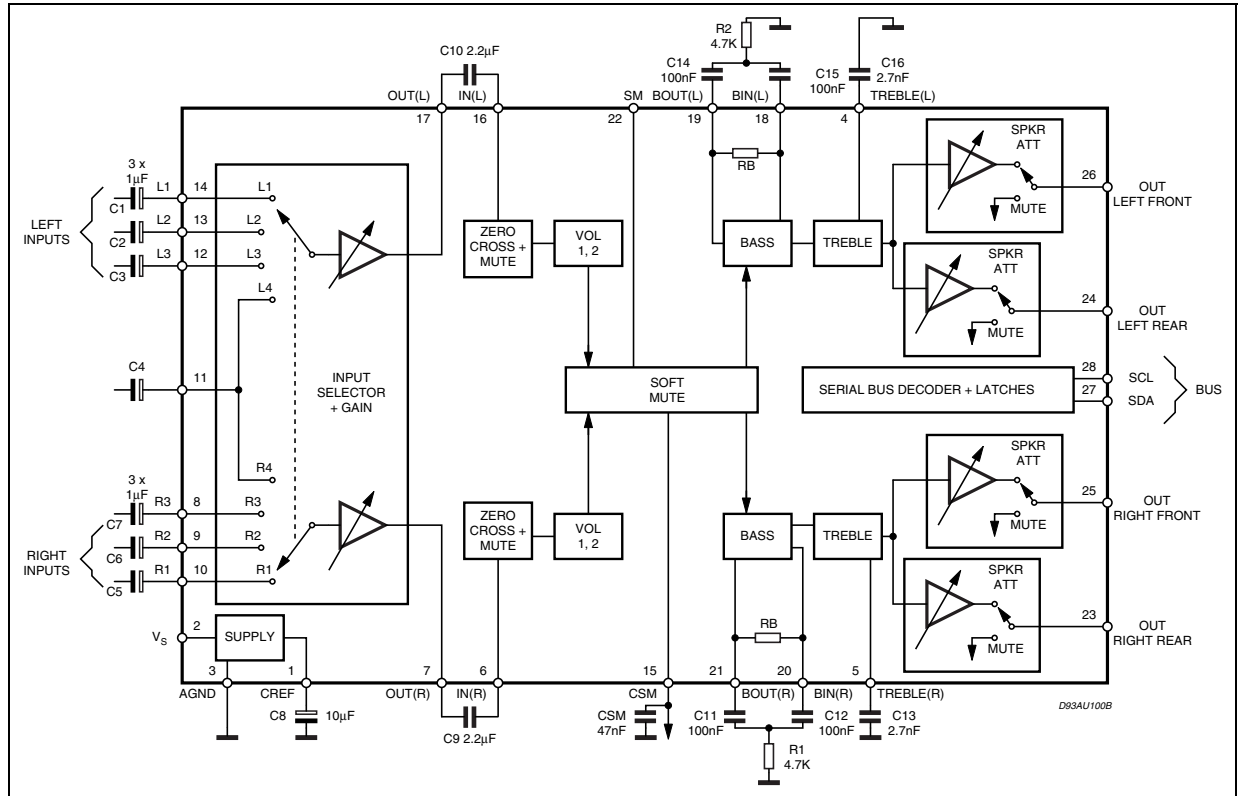 R2
4.7K
C10 2.2μF
C14
100nF
C15
100nF
C16
2.7nF
OUT(L)
IN(L)
SM
BOUT(L)
BIN(L)
TREBLE(L)
17
16
22
19
18
4
3 x
1μF
L1
14
L1
C1
L2
13
L2
C2
L3
12
L3
C3
LEFT
INPUTS
L4
C4
11
INPUT
SELECTOR
+ GAIN
R4
3 x
1μF
R3
8
R3
C7
R2
9
R2
C6
R1
10
R1
C5
RIGHT
INPUTS
ZERO
CROSS +
MUTE
VOL
1, 2
RB
BASS
TREBLE
SPKR
ATT
MUTE
26
OUT
LEFT FRONT
SPKR
ATT
MUTE
24
OUT
LEFT REAR
SOFT
MUTE
SERIAL BUS DECODER + LATCHES
28
SCL
27
SDA
BUS
ZERO
CROSS +
MUTE
VOL
1, 2
BASS
TREBLE
RB
SPKR
ATT
MUTE
25
OUT
RIGHT FRONT
SPKR
ATT
MUTE
23
OUT
RIGHT REAR
VS
2
SUPPLY
3
1
7
6
15
21
20
5
AGND
CREF
OUT(R)
IN(R)
CSM
BOUT(R)
BIN(R)
TREBLE(R)
C8
10μF
C9 2.2μF
CSM
47nF
C11
100nF
C12
100nF
C13
2.7nF
R1
4.7K
D93AU100B